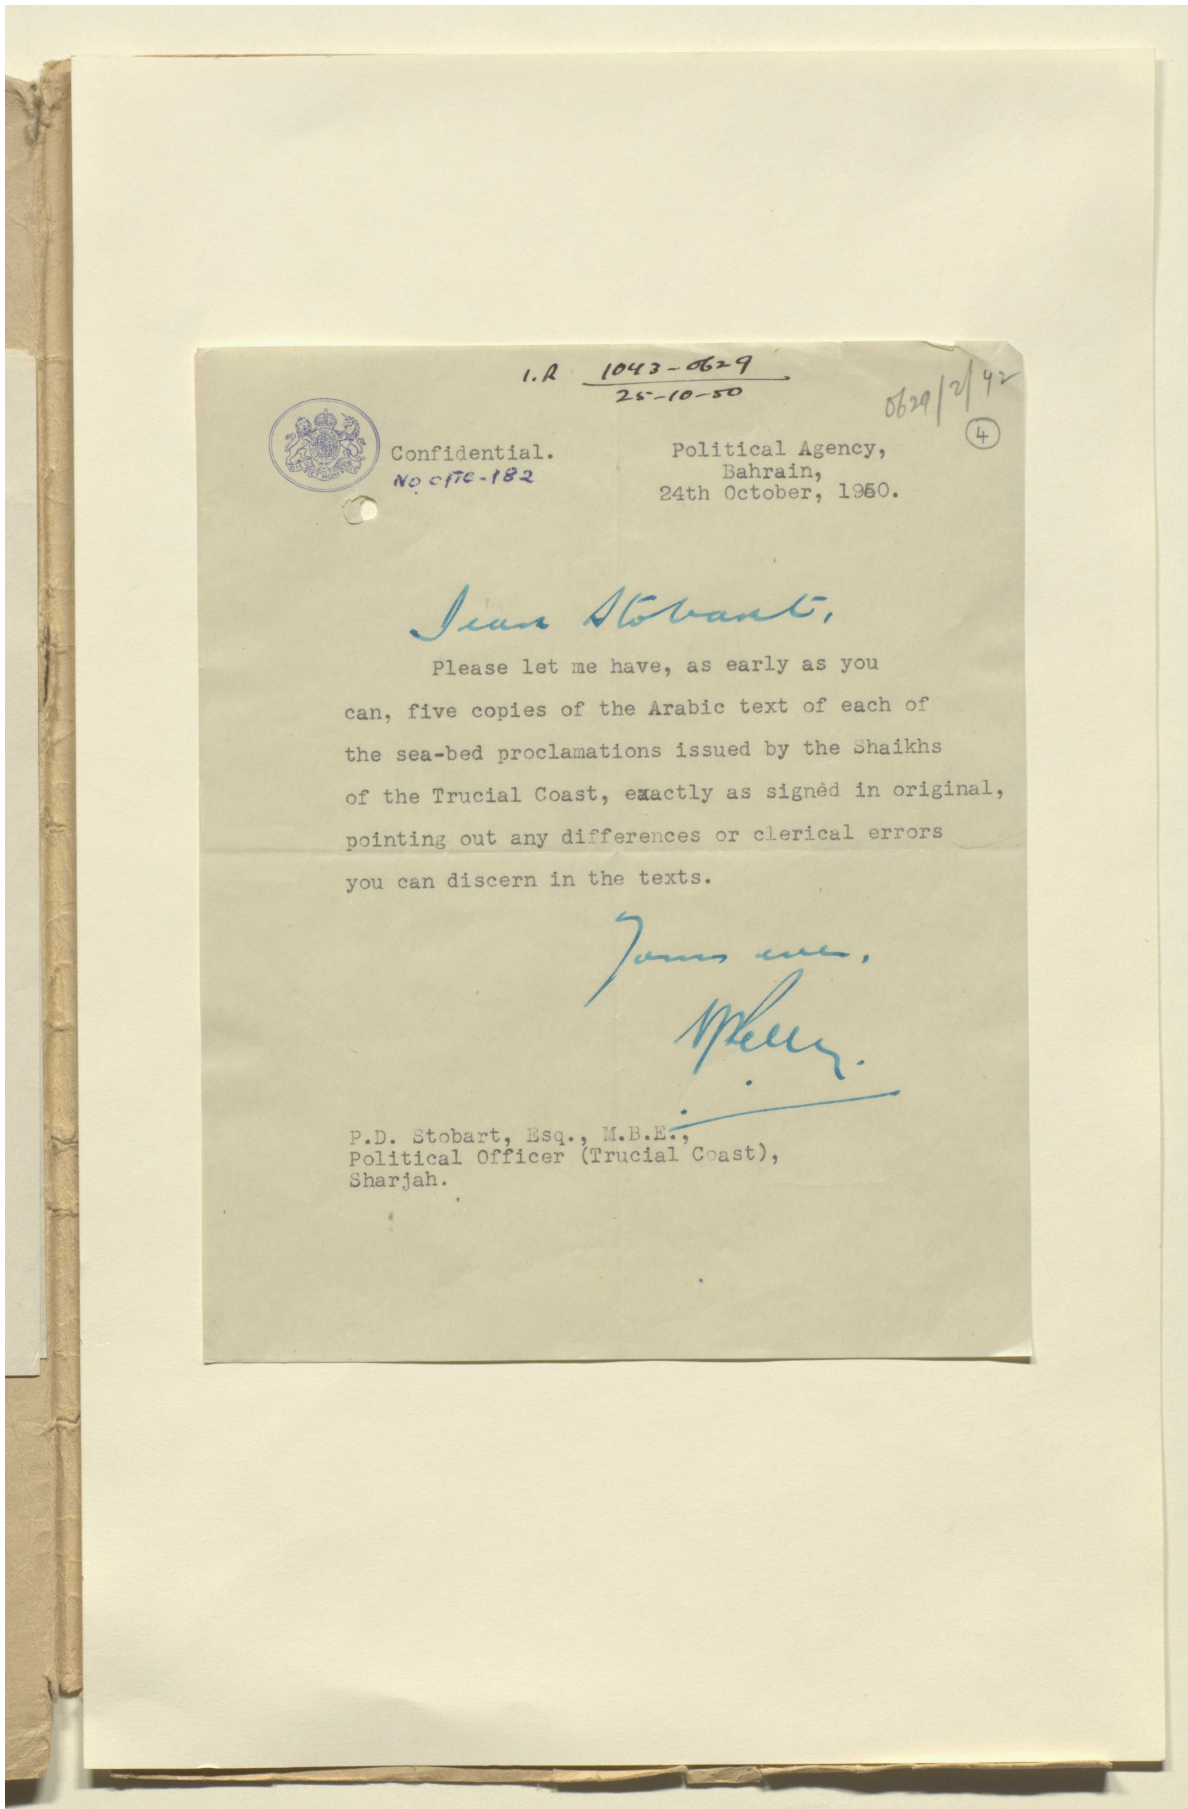 I.R 1043-0629
25-10-50
0629/2/42
4
Confidential.
No C/TC-182
Political Agency,
Bahrain,
24th October, 1950.
Dear Stobart,
Please let me have, as early as you
can, five copies of the Arabic text of each of
the sea-bed proclamations issued by the Shaikhs
of the Trucial Coast, exactly as signed in original,
pointing out any differences or clerical errors
you can discern in the texts.
Yours ever,
P.D. Stobart, Esq., M.B.E.,
Political Officer (Trucial Coast),
Sharjah.